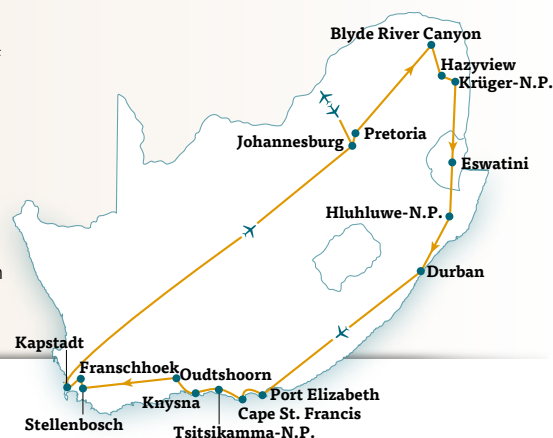 Blyde River Canyon
Hazyview
Krüger-N.P.
Pretoria
Johannesburg
Eswatini
Hluhluwe-N.P.
Durban
Kapstadt
Franschhoek
Oudtshoorn
Port Elizabeth
Knysna
Cape St. Francis
Stellenbosch
Tsitsikamma-N.P.